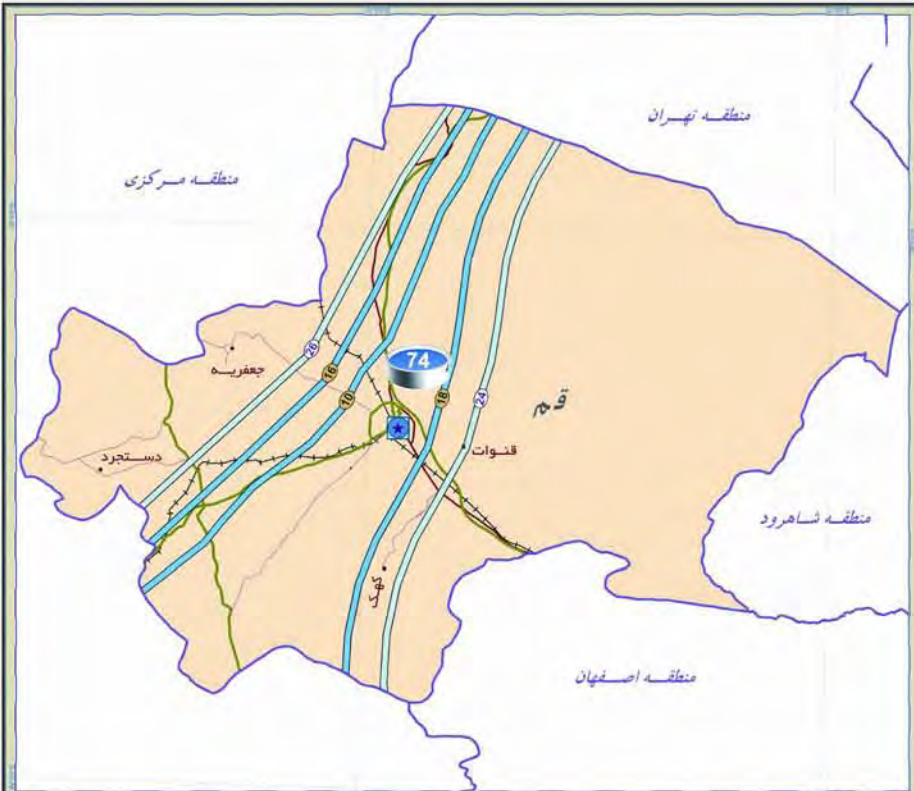 منطقه تهران
منطقه مرکزی
26
16
10
74
18
24
جعفریه
قم
قنوات
دستجرد
کهک
منطقه شاهرود
منطقه اصفهان